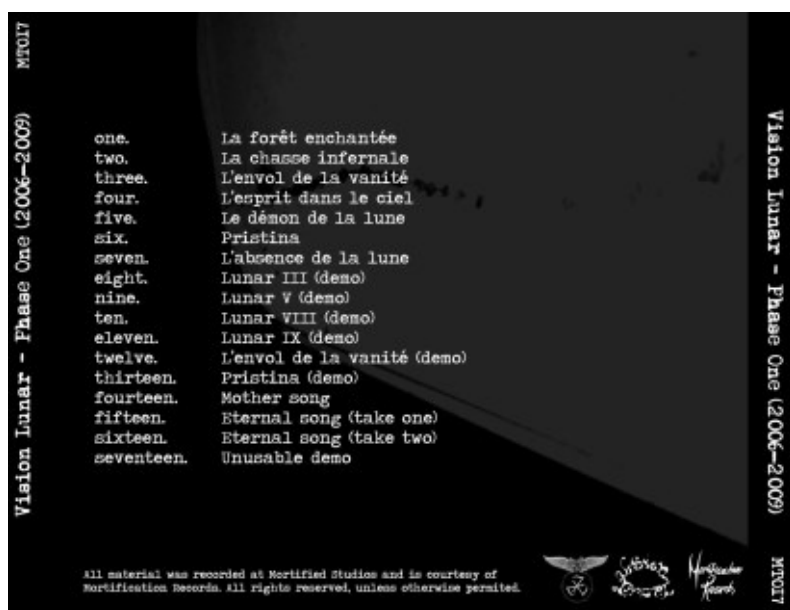 MT017
Vision Lunar - Phase One (2006-2009)
one. La forêt enchantée
two. La chasse infernale
three. L'envol de la vanité
four. L'esprit dans le ciel
five. Le démon de la lune
six. Pristina
seven. L'absence de la lune
eight. Lunar III (demo)
nine. Lunar V (demo)
ten. Lunar VIII (demo)
eleven. Lunar IX (demo)
twelve. L'envol de la vanité (demo)
thirteen. Pristina (demo)
fourteen. Mother song
fifteen. Eternal song (take one)
sixteen. Eternal song (take two)
seventeen. Unusable demo
All material was recorded at Mortified Studios and is courtesy of
Mortification Records. All rights reserved, unless otherwise permited.
Mortification
Records
Vision Lunar - Phase One (2006-2009)
MT017